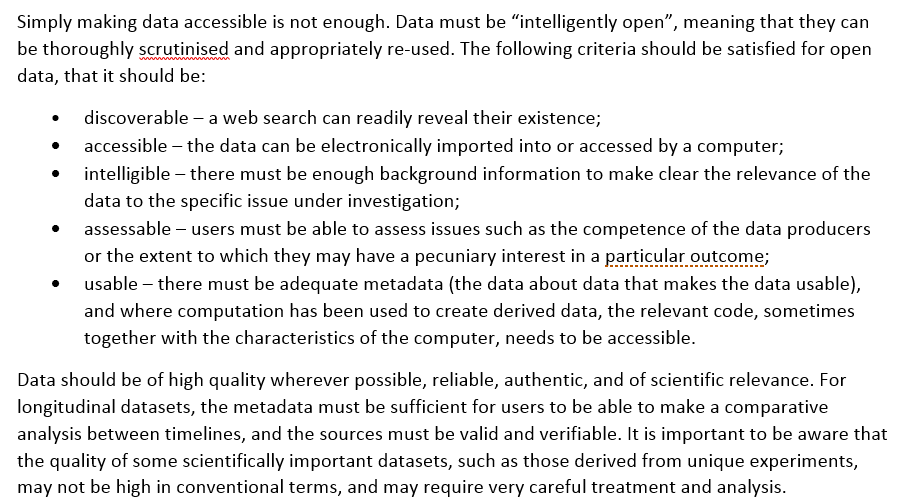 Simply making data accessible is not enough. Data must be “intelligently open”, meaning that they can
be thoroughly scrutinised and appropriately re-used. The following criteria should be satisfied for open
data, that it should be:
• discoverable – a web search can readily reveal their existence;
• accessible – the data can be electronically imported into or accessed by a computer;
• intelligible – there must be enough background information to make clear the relevance of the
data to the specific issue under investigation;
• assessable – users must be able to assess issues such as the competence of the data producers
or the extent to which they may have a pecuniary interest in a particular outcome;
• usable – there must be adequate metadata (the data about data that makes the data usable),
and where computation has been used to create derived data, the relevant code, sometimes
together with the characteristics of the computer, needs to be accessible.
Data should be of high quality wherever possible, reliable, authentic, and of scientific relevance. For
longitudinal datasets, the metadata must be sufficient for users to be able to make a comparative
analysis between timelines, and the sources must be valid and verifiable. It is important to be aware that
the quality of some scientifically important datasets, such as those derived from unique experiments,
may not be high in conventional terms, and may require very careful treatment and analysis.